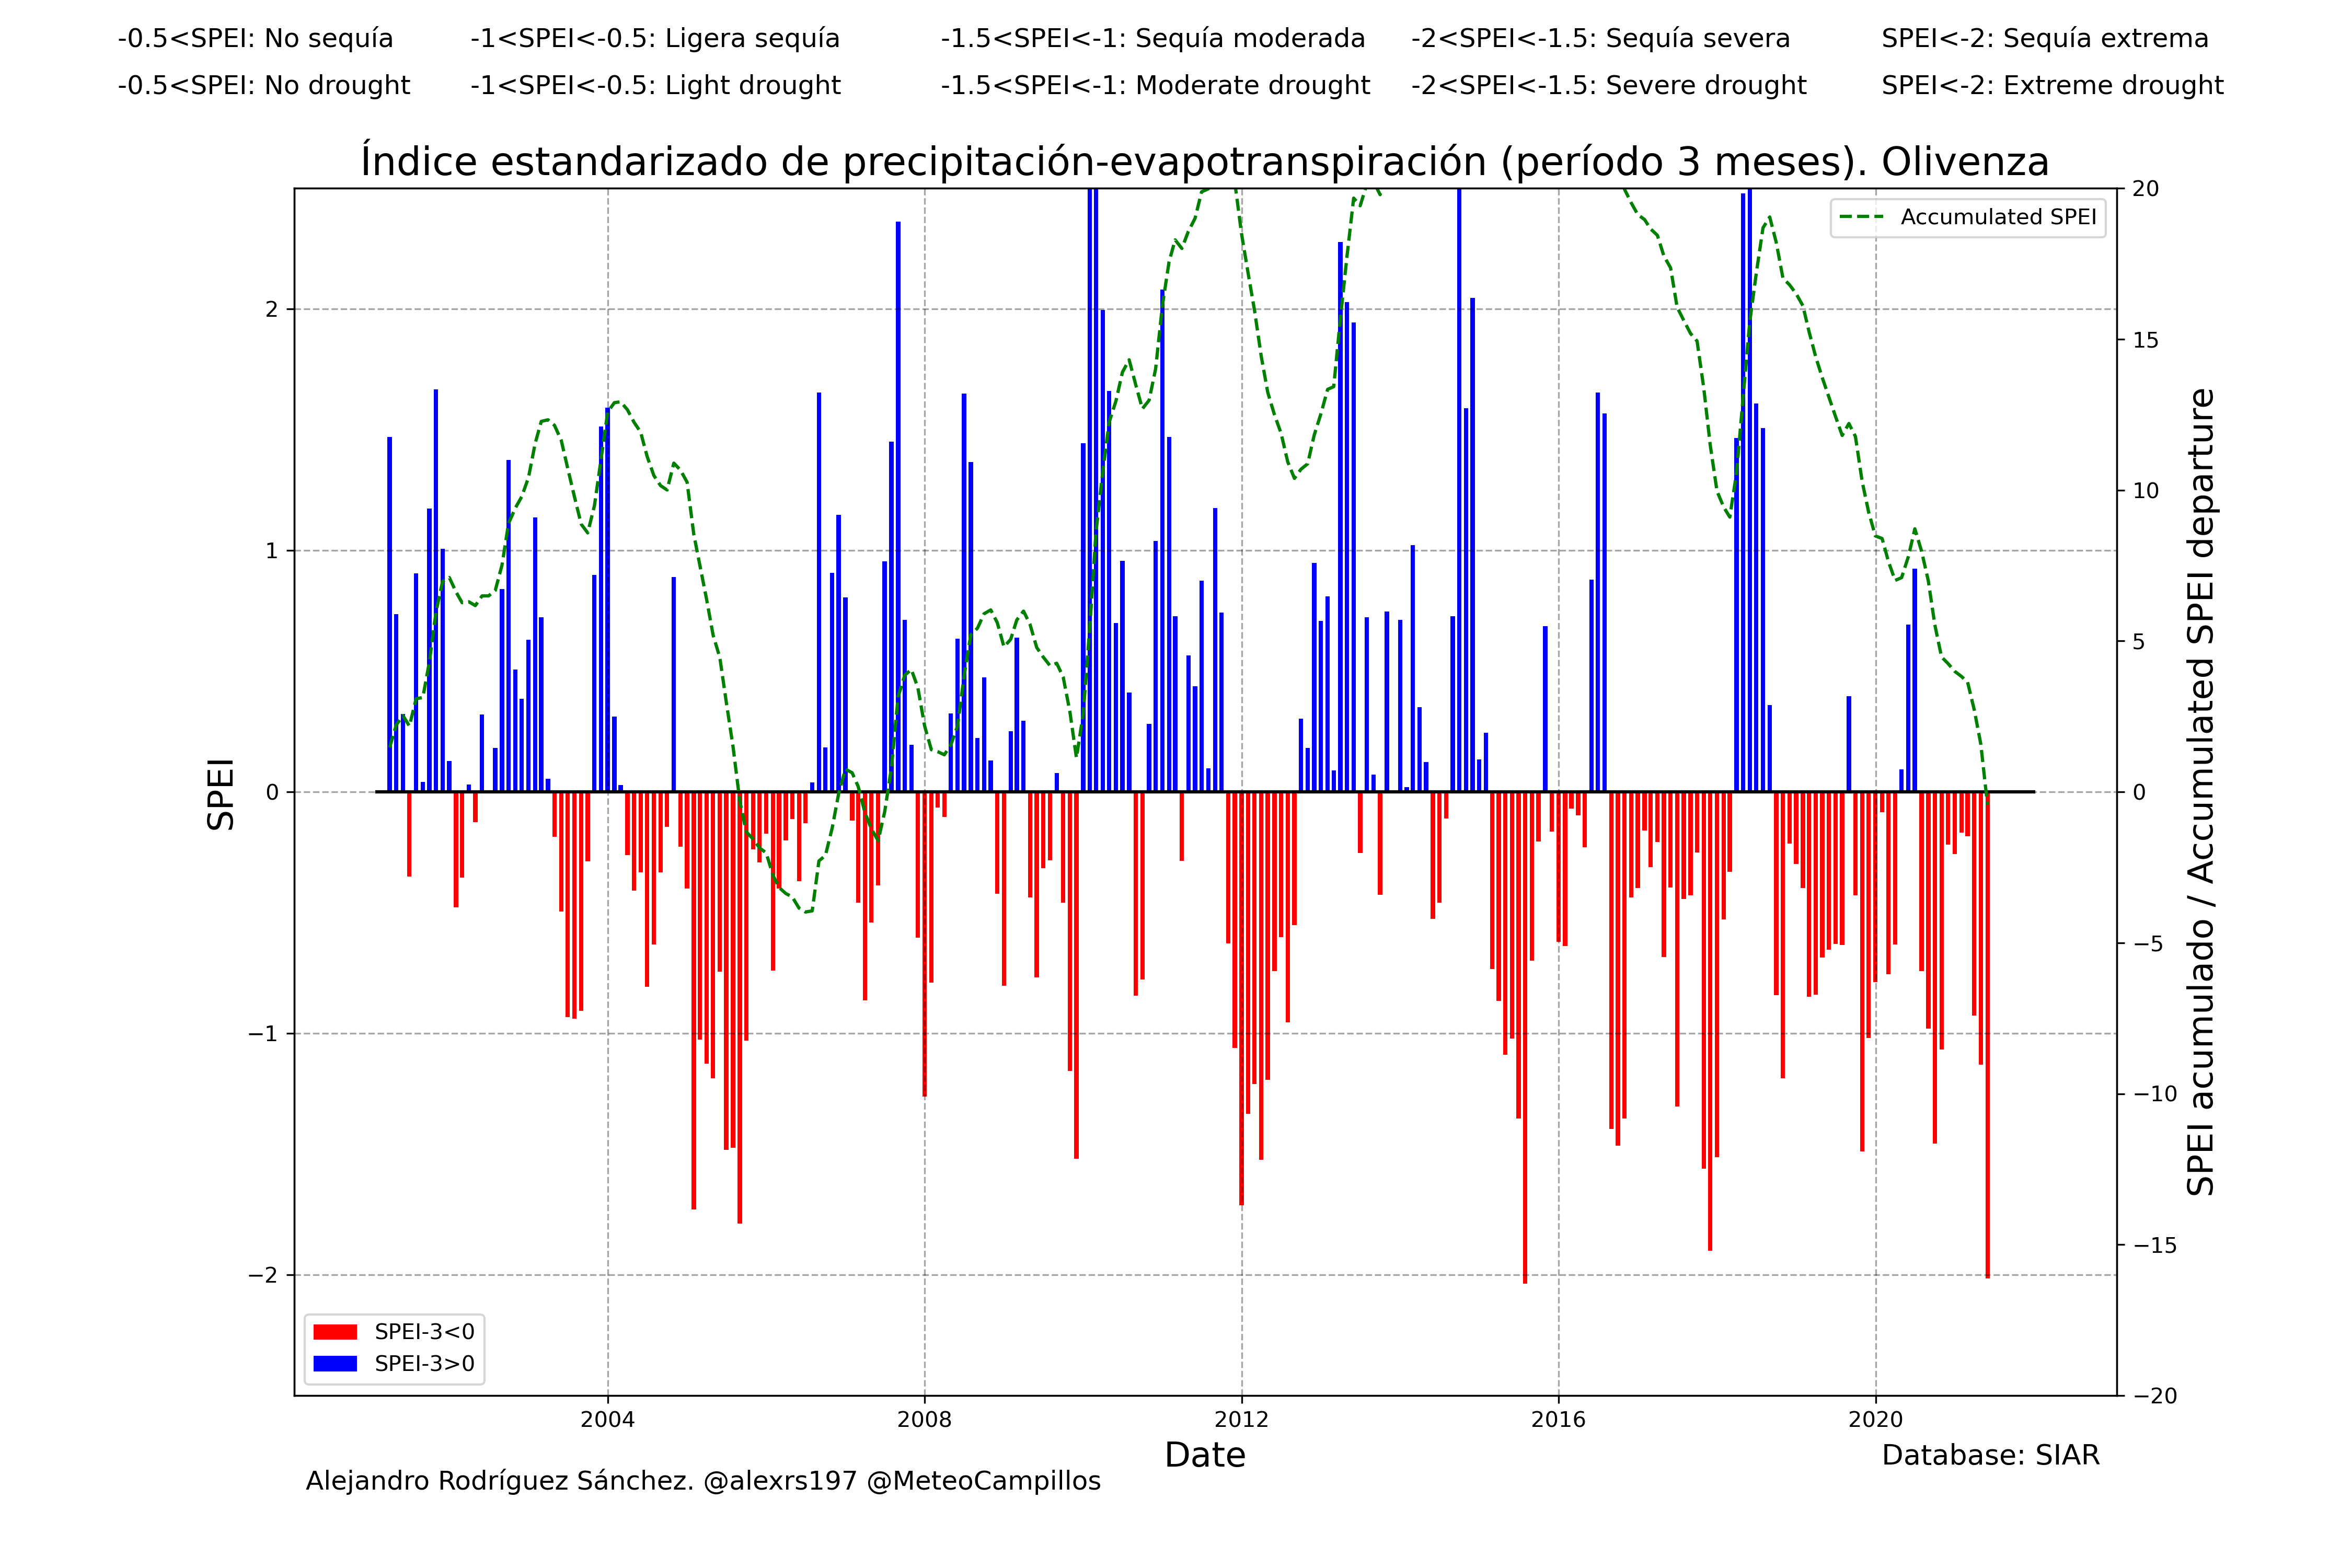 -0.5<SPEI: No sequía
-1<SPEI<-0.5: Ligera sequía
-1.5<SPEI<-1: Sequía moderada
-2<SPEI<-1.5: Sequía severa
SPEI<-2: Sequía extrema
-0.5<SPEI: No drought
-1<SPEI<-0.5: Light drought
-1.5<SPEI<-1: Moderate drought
-2<SPEI<-1.5: Severe drought
SPEI<-2: Extreme drought
Índice estandarizado de precipitación-evapotranspiración (período 3 meses). Olivenza
Accumulated SPEI
SPEI
2
1
0
−1
−2
20
15
10
5
0
−5
−10
−15
−20
SPEI acumulado / Accumulated SPEI departure
SPEI-3<0
SPEI-3>0
2004
2008
2012
2016
2020
Date
Database: SIAR
Alejandro Rodríguez Sánchez. @alexrs197 @MeteoCampillos